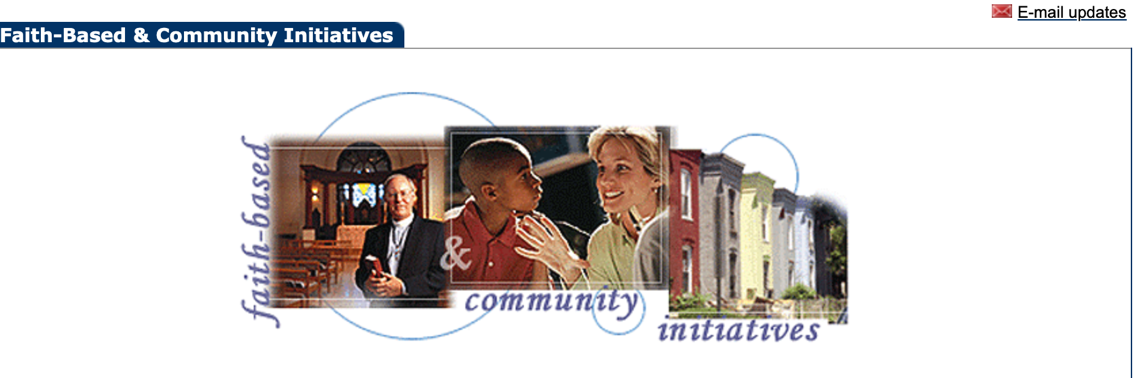 E-mail updates
Faith-Based & Community Initiatives
faith-based
&
community
initiatives